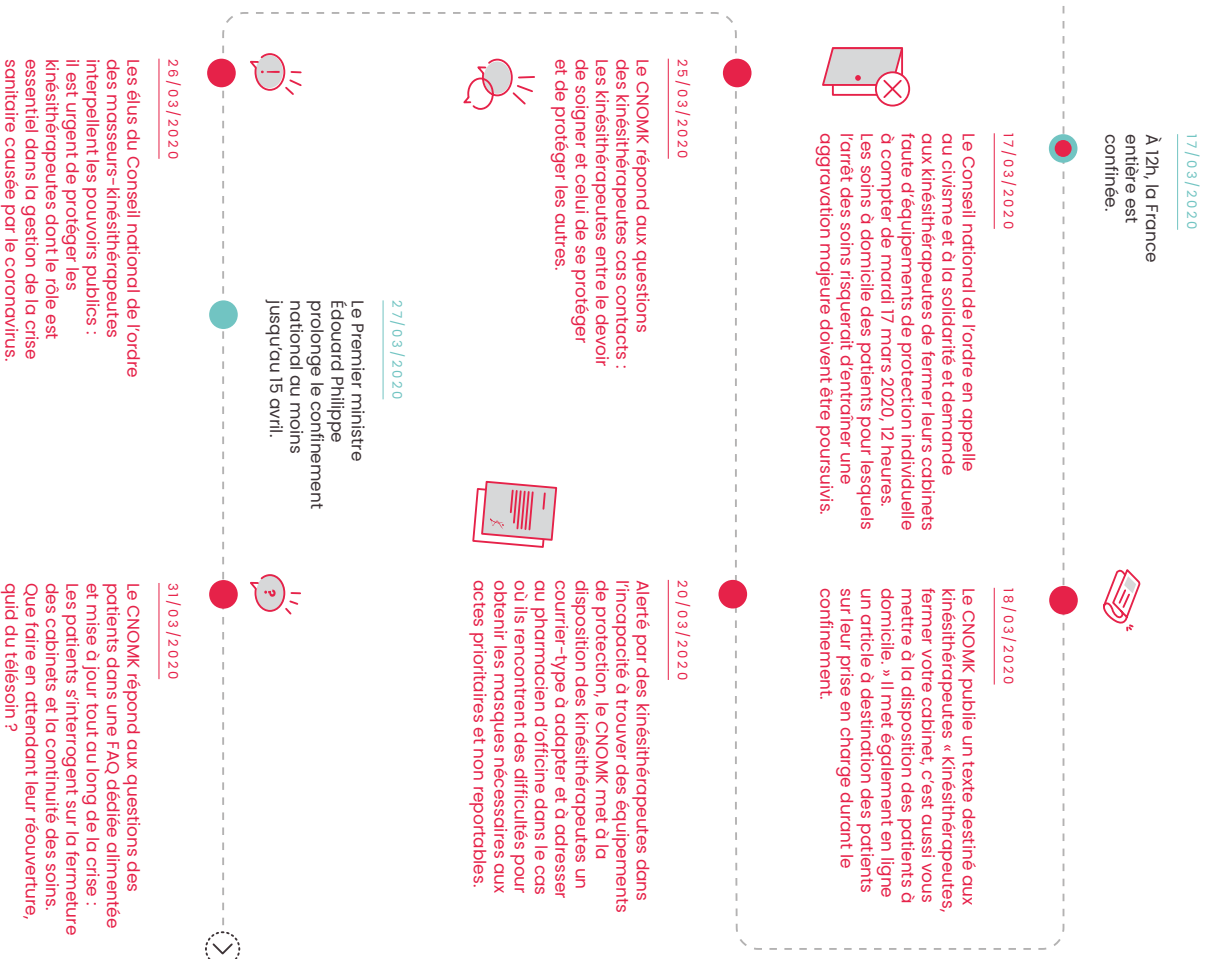 17/03/2020
À 12h, la France
entière est
confinée.
17/03/2020
Le Conseil national de l'ordre en appelle
au civisme et à la solidarité et demande
aux kinésithérapeutes de fermer leurs cabinets
faute d'équipements de protection individuelle
à compter de mardi 17 mars 2020, 12 heures.
Les soins à domicile des patients pour lesquels
l'arrêt des soins risquerait d'entraîner une
aggravation majeure doivent être poursuivis.
18/03/2020
Le CNOMK publie un texte destiné aux
kinésithérapeutes « Kinésithérapeutes,
fermer votre cabinet, c'est aussi vous
mettre à la disposition des patients à
domicile. » Il met également en ligne
un article à destination des patients
sur leur prise en charge durant le
confinement.
20/03/2020
Alerté par des kinésithérapeutes dans
l'incapacité à trouver des équipements
de protection, le CNOMK met à la
disposition des kinésithérapeutes un
courrier-type à adapter et à adresser
au pharmacien d'officine dans le cas
où ils rencontrent des difficultés pour
obtenir les masques nécessaires aux
actes prioritaires et non reportables.
25/03/2020
Le CNOMK répond aux questions
des kinésithérapeutes cas contacts :
Les kinésithérapeutes entre le devoir
de soigner et celui de se protéger
et de protéger les autres.
26/03/2020
Les élus du Conseil national de l'ordre
des masseurs-kinésithérapeutes
interpellent les pouvoirs publics :
il est urgent de protéger les
kinésithérapeutes dont le rôle est
essentiel dans la gestion de la crise
sanitaire causée par le coronavirus.
27/03/2020
Le Premier ministre
Édouard Philippe
prolonge le confinement
national au moins
jusqu'au 15 avril.
31/03/2020
Le CNOMK répond aux questions des
patients dans une FAQ dédiée alimentée
et mise à jour tout au long de la crise :
Les patients s'interrogent sur la fermeture
des cabinets et la continuité des soins.
Que faire en attendant leur réouverture,
quid du télésoin ?